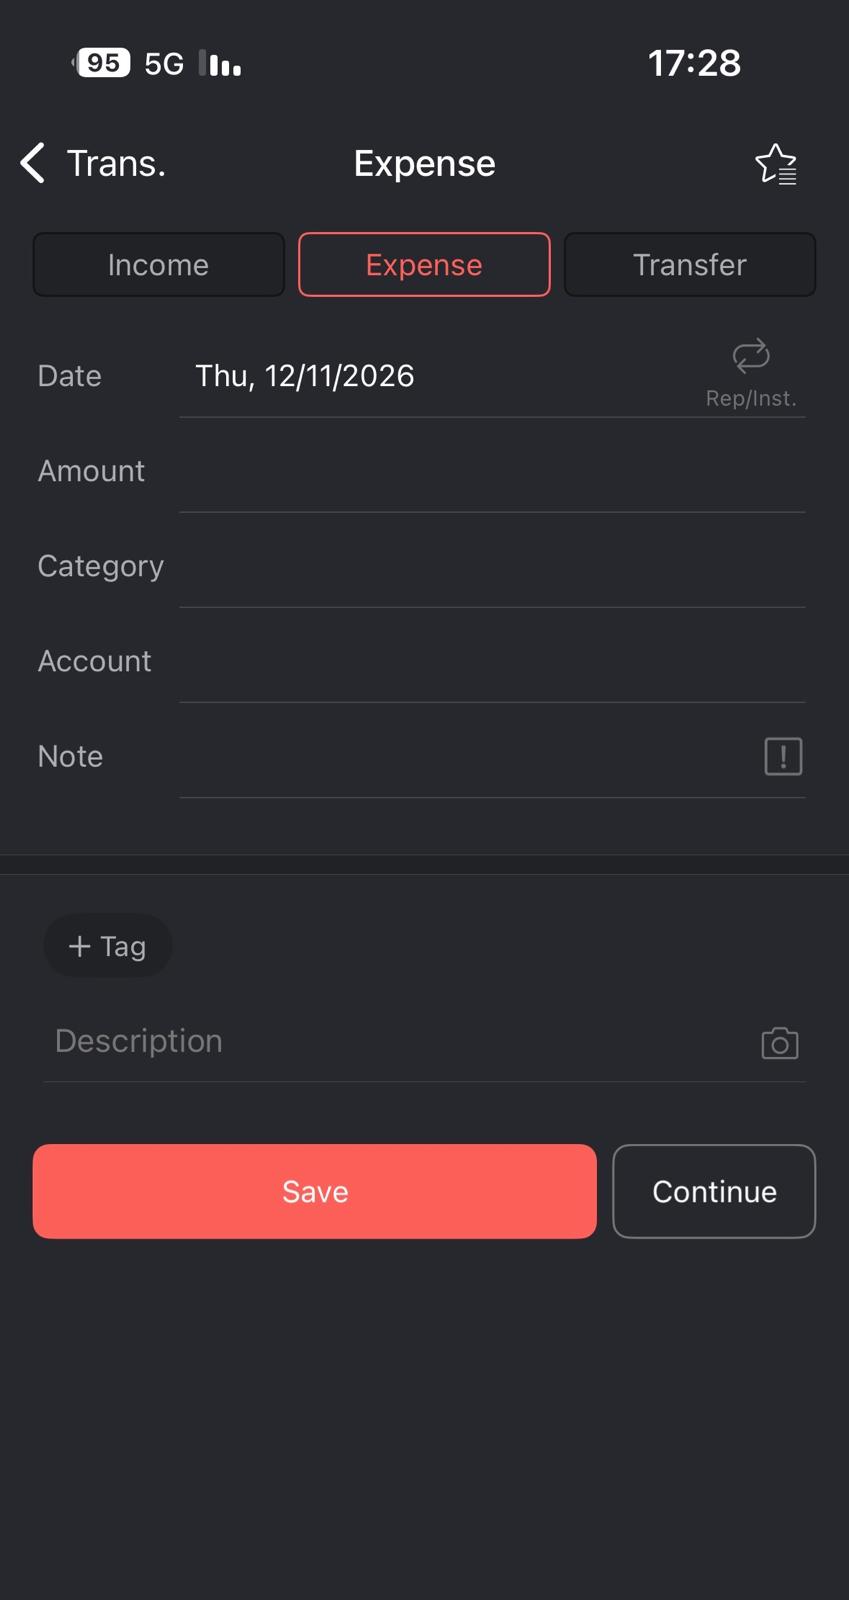 95 5G 17:28
Trans. Expense
Income Expense Transfer
Date Thu, 12/11/2026
Rep/Inst.
Amount
Category
Account
Note
+ Tag
Description
Save Continue